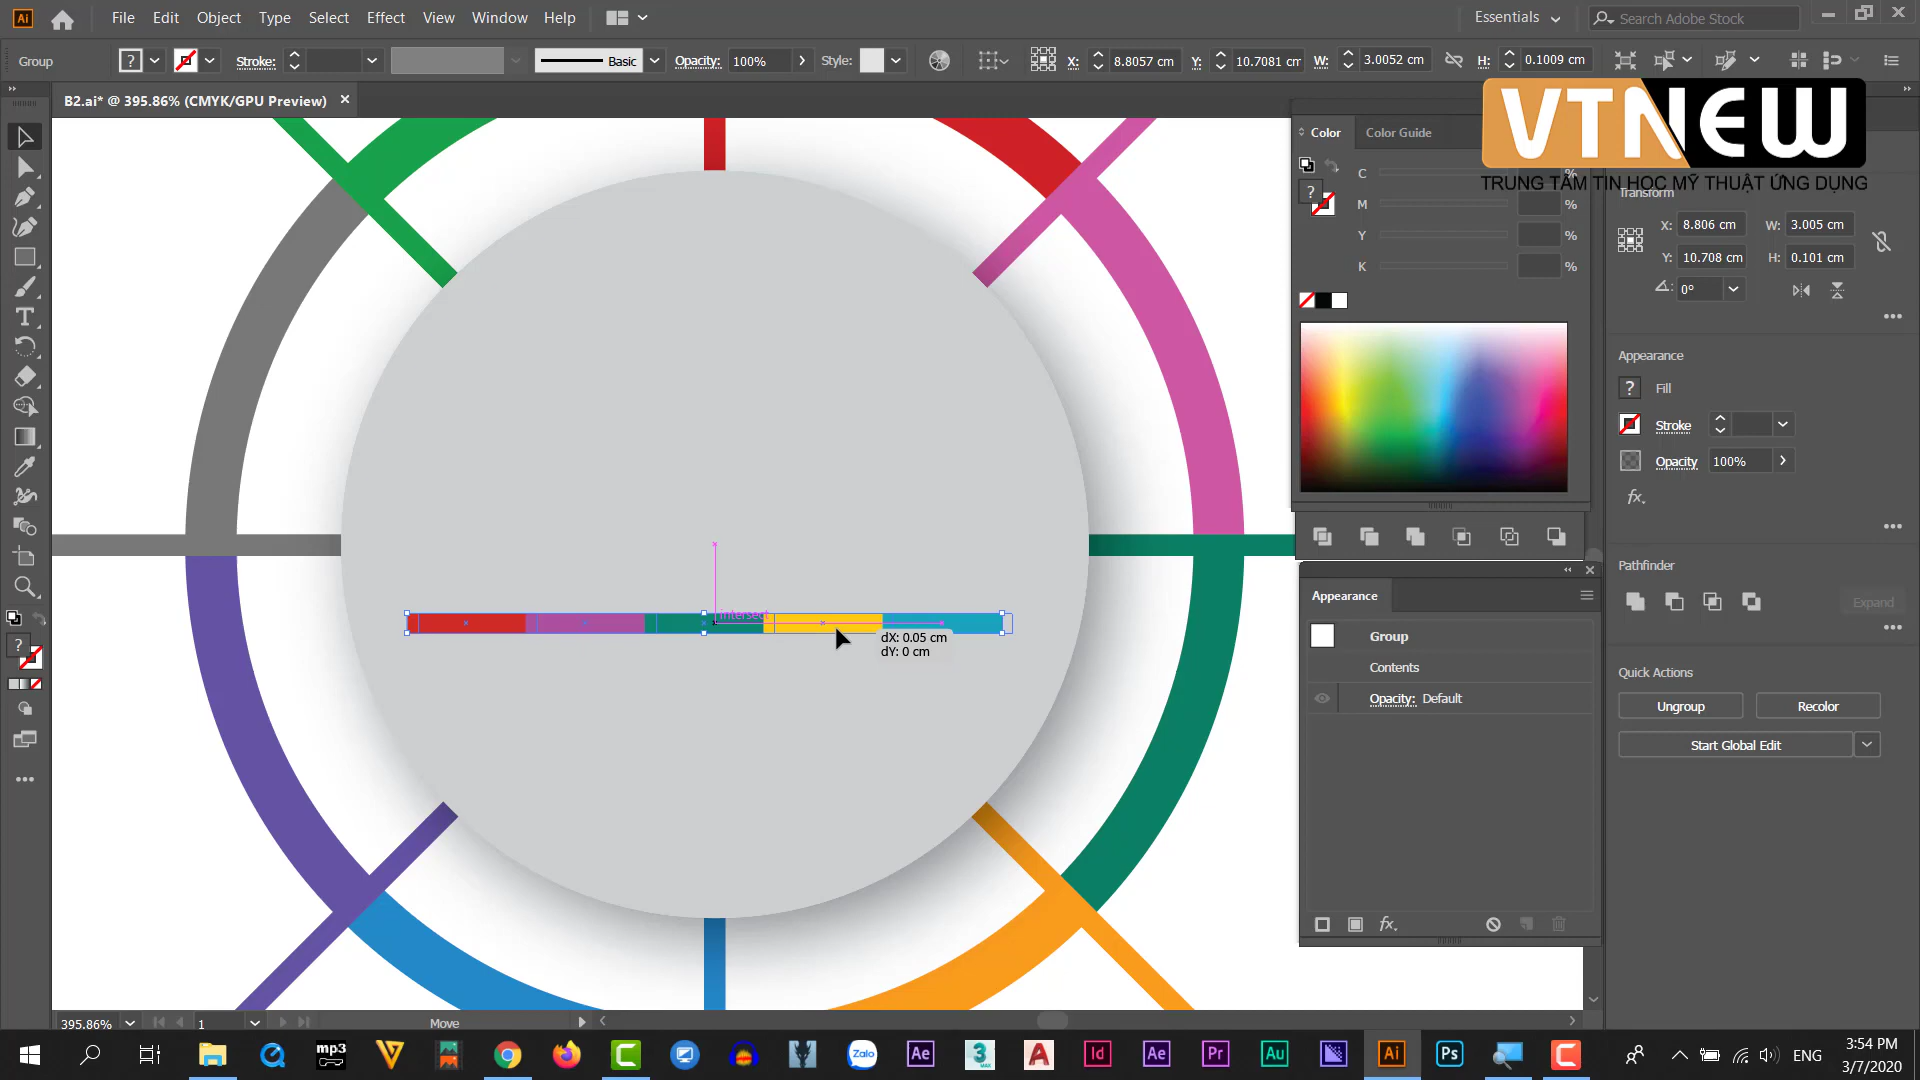 Ai File Edit Object Type Select Effect View Window Help Essentials Search Adobe Stock
Group ? Stroke: Basic Opacity: 100% Style: X: 8.8057 cm Y: 10.7081 cm W: 3.0052 cm H: 0.1009 cm
B2.ai* @ 395.86% (CMYK/GPU Preview)
VTNEW
TRUNG TÂM TIN HỌC MỸ THUẬT ỨNG DỤNG
Color Color Guide
C %
M %
Y %
K %
?
Transform
X: 8.806 cm W: 3.005 cm
Y: 10.708 cm H: 0.101 cm
0°
Appearance
? Fill
Stroke
Opacity 100%
fx.
Pathfinder
Expand
Quick Actions
Ungroup Recolor
Start Global Edit
Appearance
Group
Contents
Opacity: Default
fx.
intersect
dX: 0.05 cm
dY: 0 cm
?
395.86% 1 Move
mp3 Zalo Ae 3 MAX A Id Ae Pr Au Ai Ps ENG 3:54 PM
3/7/2020